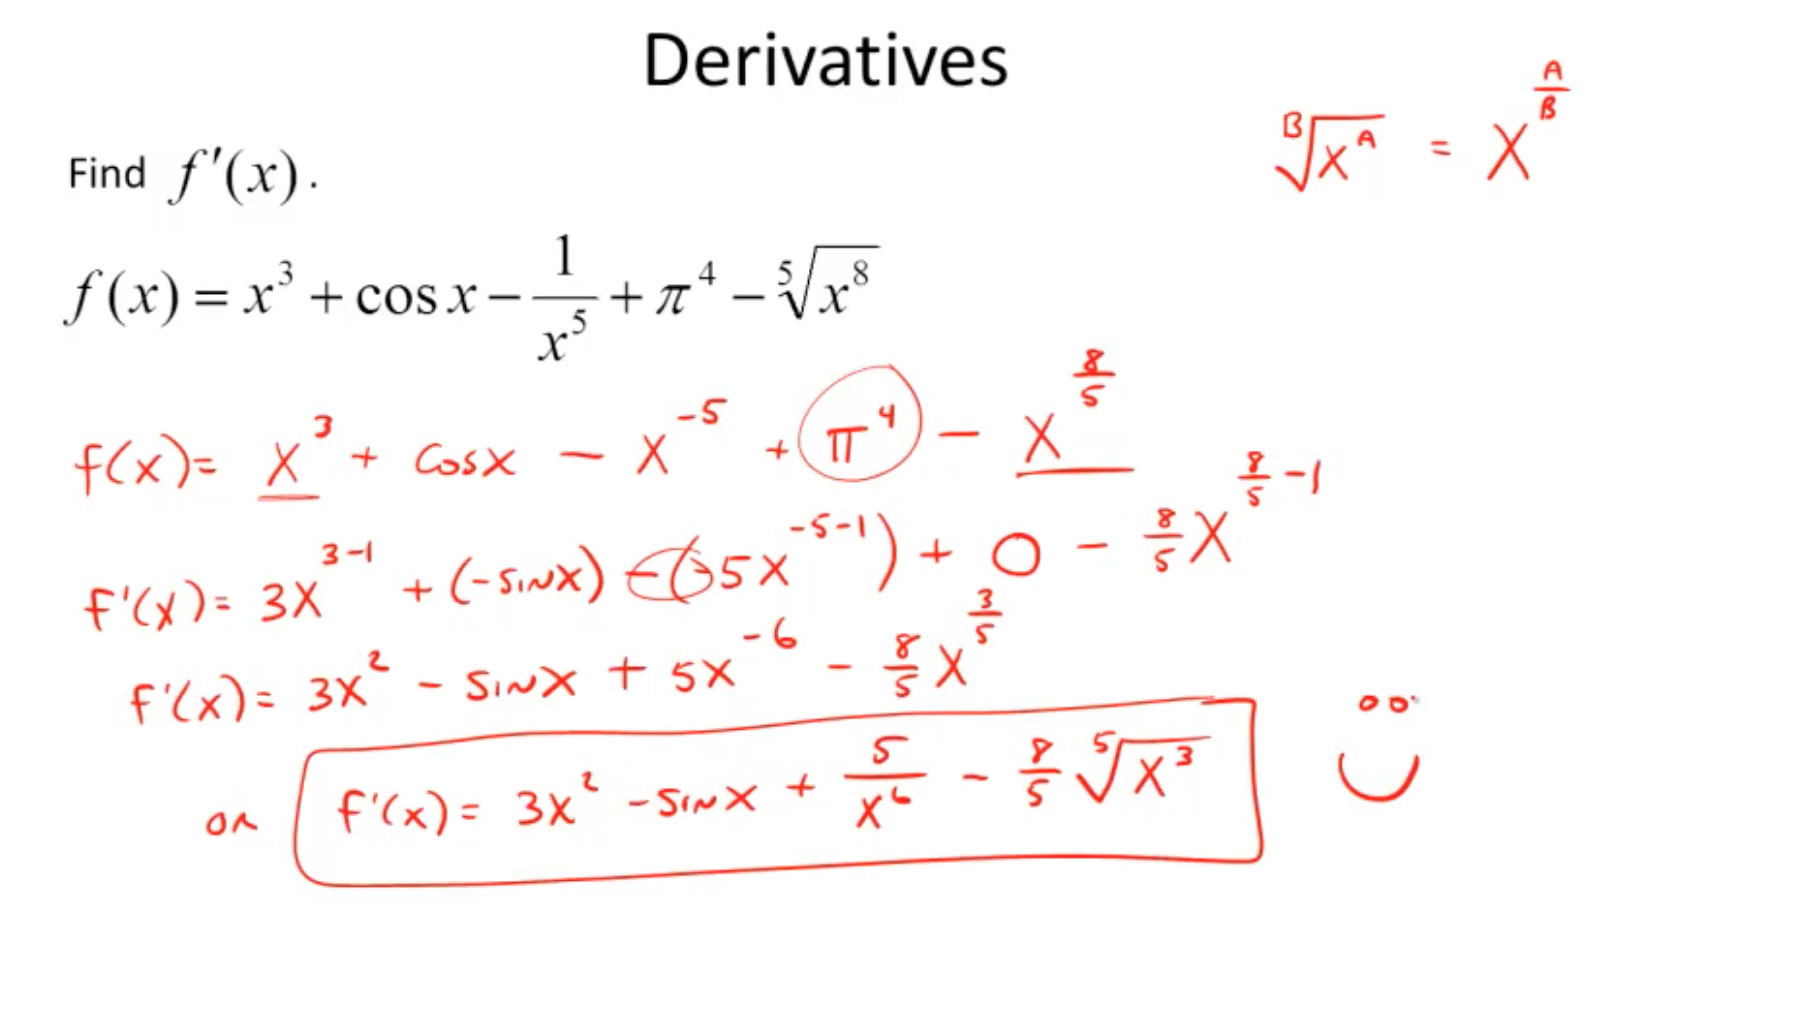 Derivatives
\sqrt[B]{x^A} = x^{\frac{A}{B}}
Find f'(x).
f(x) = x^3 + cos x - \frac{1}{x^5} + π^4 - \sqrt[5]{x^8}
f(x) = x^3 + cos x - x^{-5} + π^4 - x^{\frac{8}{5}}
f'(x) = 3x^{3-1} + (-sin x) - (-5x^{-5-1}) + 0 - \frac{8}{5}x^{\frac{8}{5}-1}
f'(x) = 3x^2 - sin x + 5x^{-6} - \frac{8}{5}x^{\frac{3}{5}}
or f'(x) = 3x^2 - sin x + \frac{5}{x^6} - \frac{8}{5}\sqrt[5]{x^3}